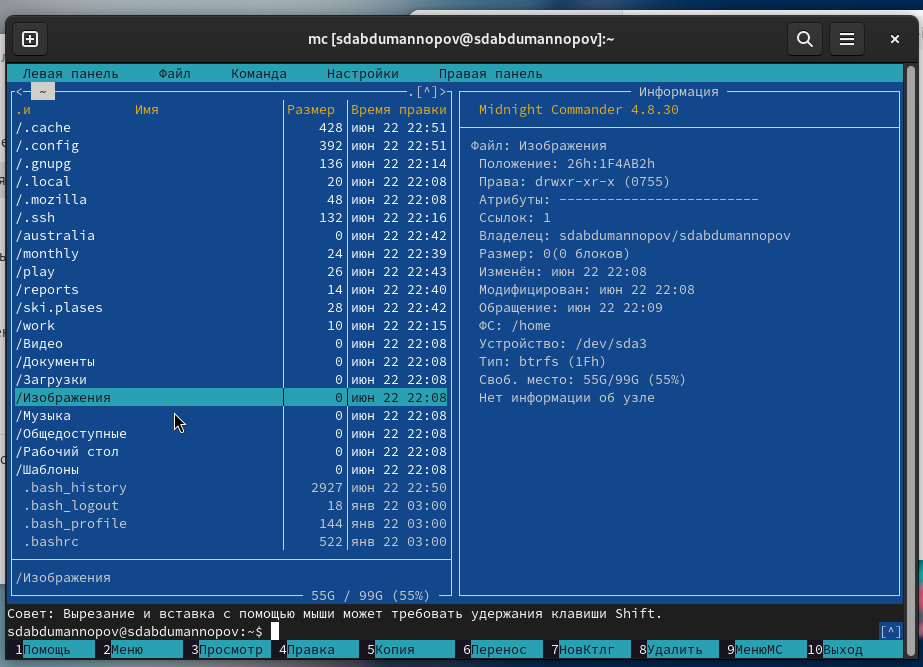 mc [sdabdumannopov@sdabdumannopov]:~
Левая панель Файл Команда Настройки Правая панель
<─ ~ .[^]>
.и Имя Размер Время правки
/.cache 428 июн 22 22:51
/.config 392 июн 22 22:51
/.gnupg 136 июн 22 22:14
/.local 20 июн 22 22:08
/.mozilla 48 июн 22 22:08
/.ssh 132 июн 22 22:16
/australia 0 июн 22 22:42
/monthly 24 июн 22 22:39
/play 26 июн 22 22:43
/reports 14 июн 22 22:40
/ski.plases 28 июн 22 22:42
/work 10 июн 22 22:15
/Видео 0 июн 22 22:08
/Документы 0 июн 22 22:08
/Загрузки 0 июн 22 22:08
/Изображения 0 июн 22 22:08
/Музыка 0 июн 22 22:08
/Общедоступные 0 июн 22 22:08
/Рабочий стол 0 июн 22 22:08
/Шаблоны 0 июн 22 22:08
.bash_history 2927 июн 22 22:50
.bash_logout 18 янв 22 03:00
.bash_profile 144 янв 22 03:00
.bashrc 522 янв 22 03:00
/Изображения
55G / 99G (55%)
Информация
Midnight Commander 4.8.30
Файл: Изображения
Положение: 26h:1F4AB2h
Права: drwxr-xr-x (0755)
Атрибуты: -------------------------
Ссылок: 1
Владелец: sdabdumannopov/sdabdumannopov
Размер: 0(0 блоков)
Изменён: июн 22 22:08
Модифицирован: июн 22 22:08
Обращение: июн 22 22:09
ФС: /home
Устройство: /dev/sda3
Тип: btrfs (1Fh)
Своб. место: 55G/99G (55%)
Нет информации об узле
Совет: Вырезание и вставка с помощью мыши может требовать удержания клавиши Shift.
sdabdumannopov@sdabdumannopov:~$ [^]
1Помощь 2Меню 3Просмотр 4Правка 5Копия 6Перенос 7НовКтлг 8Удалить 9МенюМС 10Выход